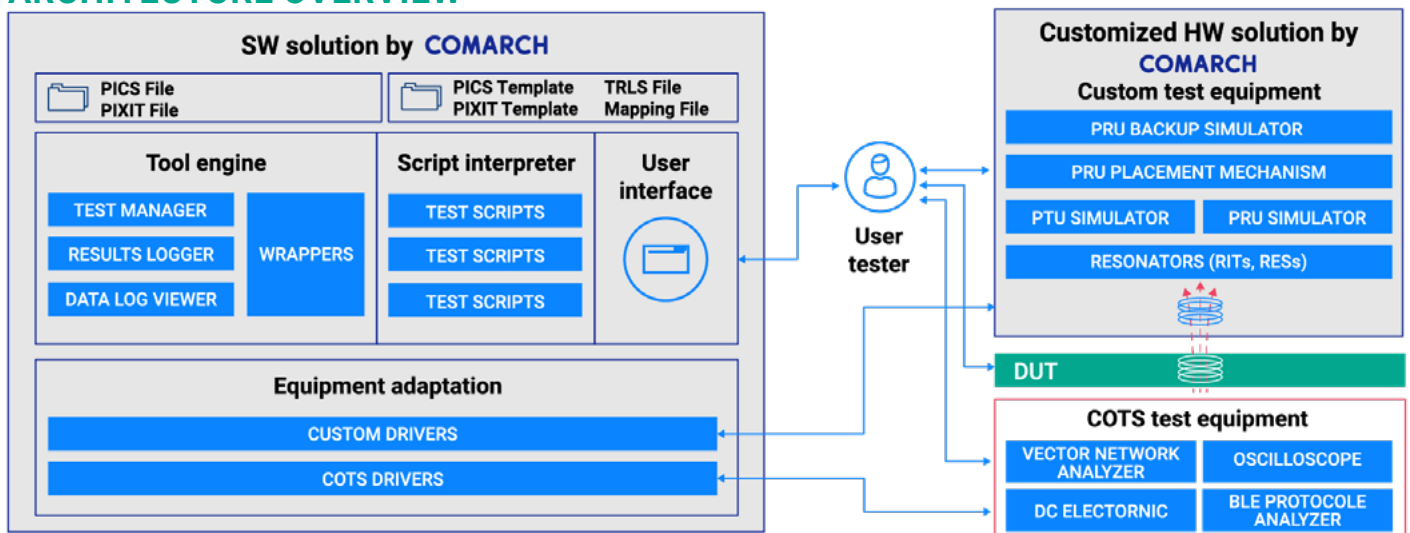 ARCHITECTURE OVERVIEW
SW solution by COMARCH
PICS File
PIXIT File
PICS Template TRLS File
PIXIT Template Mapping File
Tool engine
TEST MANAGER
RESULTS LOGGER
DATA LOG VIEWER
WRAPPERS
Script interpreter
TEST SCRIPTS
TEST SCRIPTS
TEST SCRIPTS
User
interface
Equipment adaptation
CUSTOM DRIVERS
COTS DRIVERS
User
tester
Customized HW solution by
COMARCH
Custom test equipment
PRU BACKUP SIMULATOR
PRU PLACEMENT MECHANISM
PTU SIMULATOR
PRU SIMULATOR
RESONATORS (RITs, RESs)
DUT
COTS test equipment
VECTOR NETWORK
ANALYZER
OSCILLOSCOPE
DC ELECTORNIC
BLE PROTOCOLE
ANALYZER